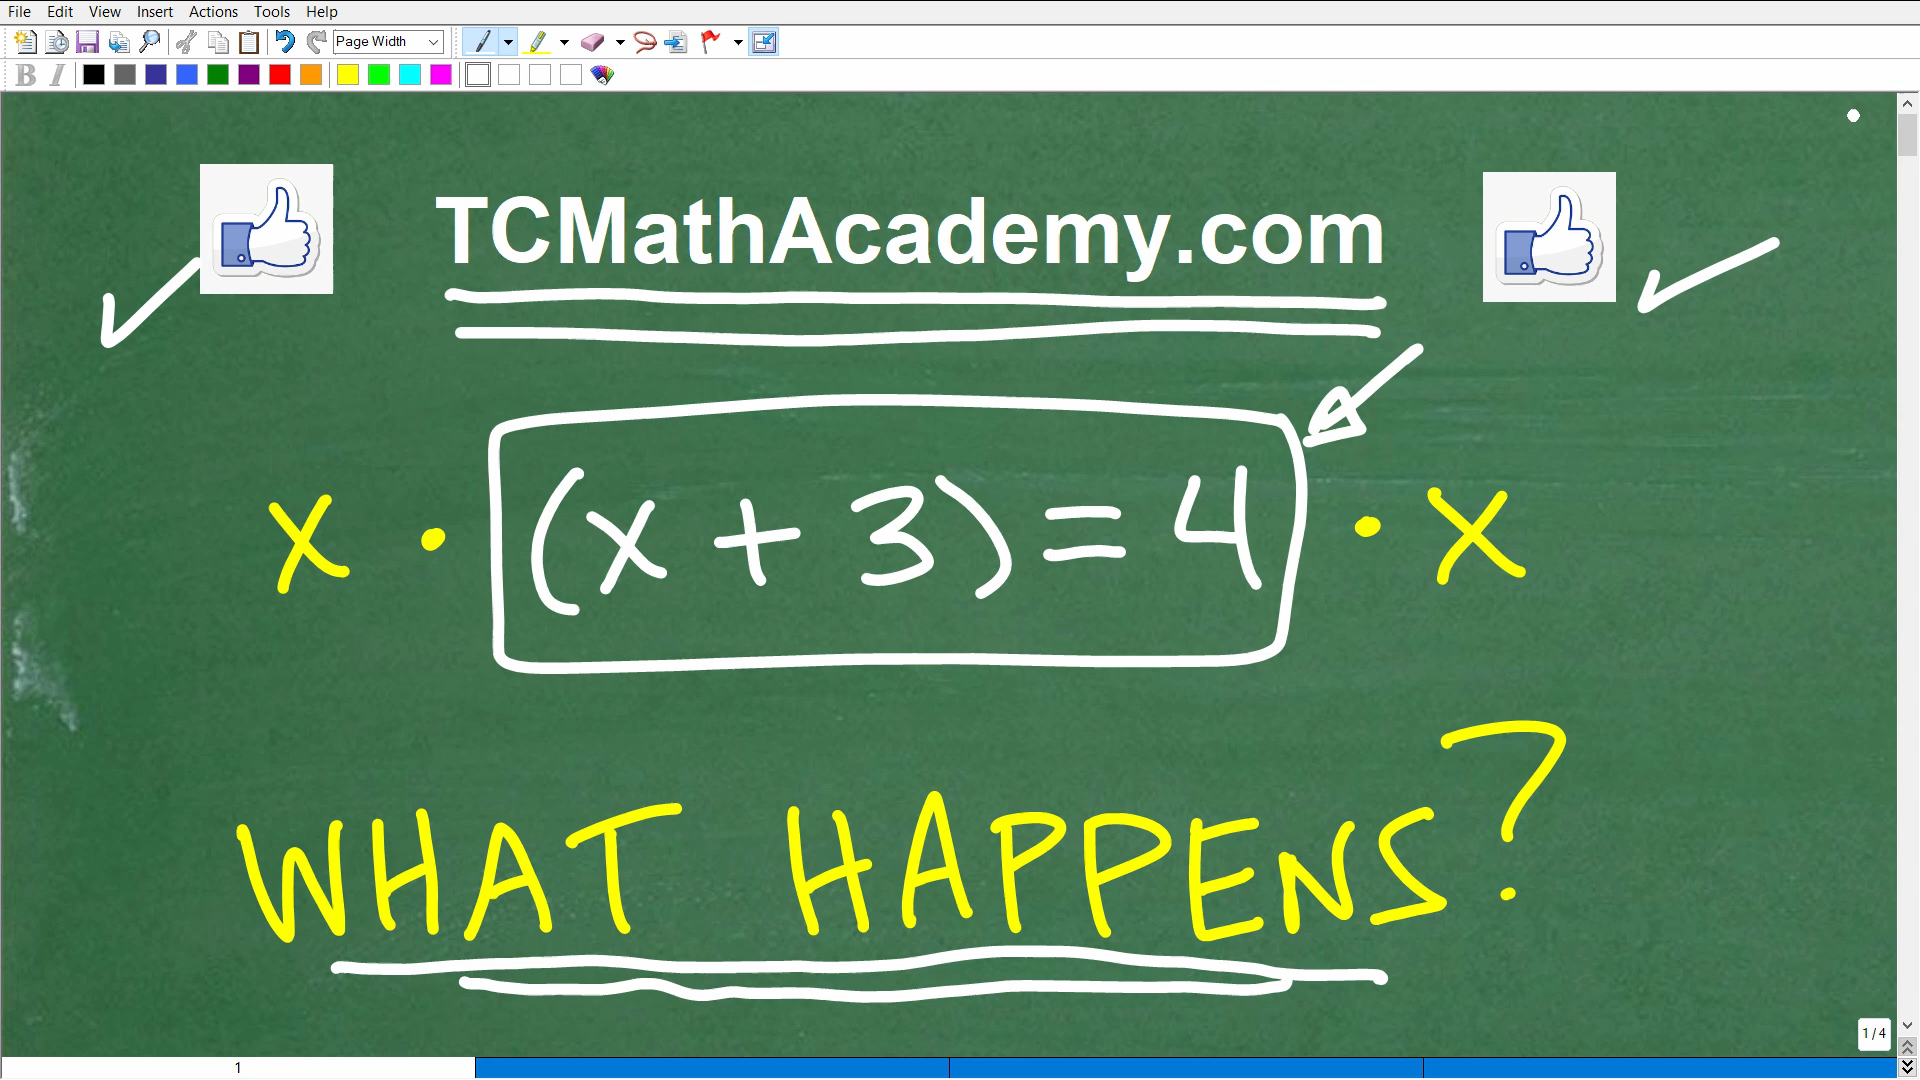 File Edit View Insert Actions Tools Help
Page Width
B I
TCMathAcademy.com
x · (x + 3) = 4 · x
WHAT HAPPENS?
1 / 4
1